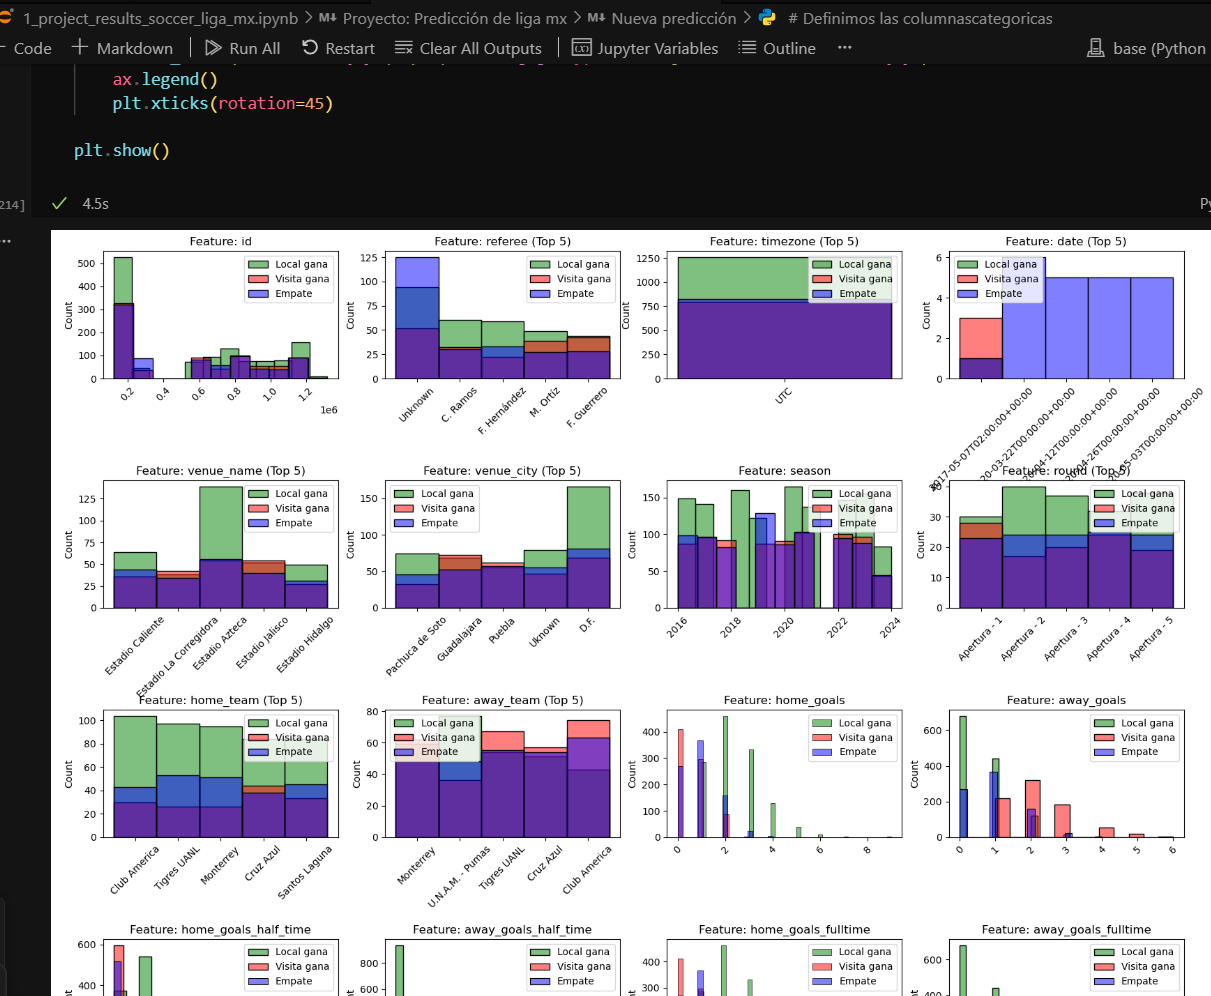 1_project_results_soccer_liga_mx.ipynb > M↓ Proyecto: Predicción de liga mx > M↓ Nueva predicción > # Definimos las columnascategoricas
Code + Markdown | Run All Restart Clear All Outputs | Jupyter Variables Outline ... base (Python
ax.legend()
plt.xticks(rotation=45)
plt.show()
214] ✓ 4.5s Py
...
Feature: id
Count
500
400
300
200
100
0
0.2 0.4 0.6 0.8 1.0 1.2
1e6
Local gana
Visita gana
Empate
Feature: referee (Top 5)
Count
125
100
75
50
25
0
Unknown C. Ramos F. Hernández M. Ortíz F. Guerrero
Local gana
Visita gana
Empate
Feature: timezone (Top 5)
Count
1250
1000
750
500
250
0
UTC
Local gana
Visita gana
Empate
Feature: date (Top 5)
Count
6
4
2
0
2017-05-07T02:00:00+00:00
20-03-22T00:00:00+00:00
04-12T00:00:00+00:00
04-26T00:00:00+00:00
05-03T00:00:00+00:00
Local gana
Visita gana
Empate
Feature: venue_name (Top 5)
Count
125
100
75
50
25
0
Estadio Caliente Estadio La Corregidora Estadio Azteca Estadio Jalisco Estadio Hidalgo
Local gana
Visita gana
Empate
Feature: venue_city (Top 5)
Count
150
100
50
0
Pachuca de Soto Guadalajara Puebla Uknown D.F.
Local gana
Visita gana
Empate
Feature: season
Count
150
100
50
0
2016 2018 2020 2022 2024
Local gana
Visita gana
Empate
Feature: round (Top 5)
Count
40
30
20
10
0
Apertura - 1 Apertura - 2 Apertura - 3 Apertura - 4 Apertura - 5
Local gana
Visita gana
Empate
Feature: home_team (Top 5)
Count
100
80
60
40
20
0
Club America Tigres UANL Monterrey Cruz Azul Santos Laguna
Local gana
Visita gana
Empate
Feature: away_team (Top 5)
Count
80
60
40
20
0
Monterrey U.N.A.M. - Pumas Tigres UANL Cruz Azul Club America
Local gana
Visita gana
Empate
Feature: home_goals
Count
400
300
200
100
0
0 2 4 6 8
Local gana
Visita gana
Empate
Feature: away_goals
Count
600
400
200
0
0 1 2 3 4 5 6
Local gana
Visita gana
Empate
Feature: home_goals_half_time
600
400
Local gana
Visita gana
Empate
Feature: away_goals_half_time
800
600
Local gana
Visita gana
Empate
Feature: home_goals_fulltime
400
300
Local gana
Visita gana
Empate
Feature: away_goals_fulltime
600
400
Local gana
Visita gana
Empate